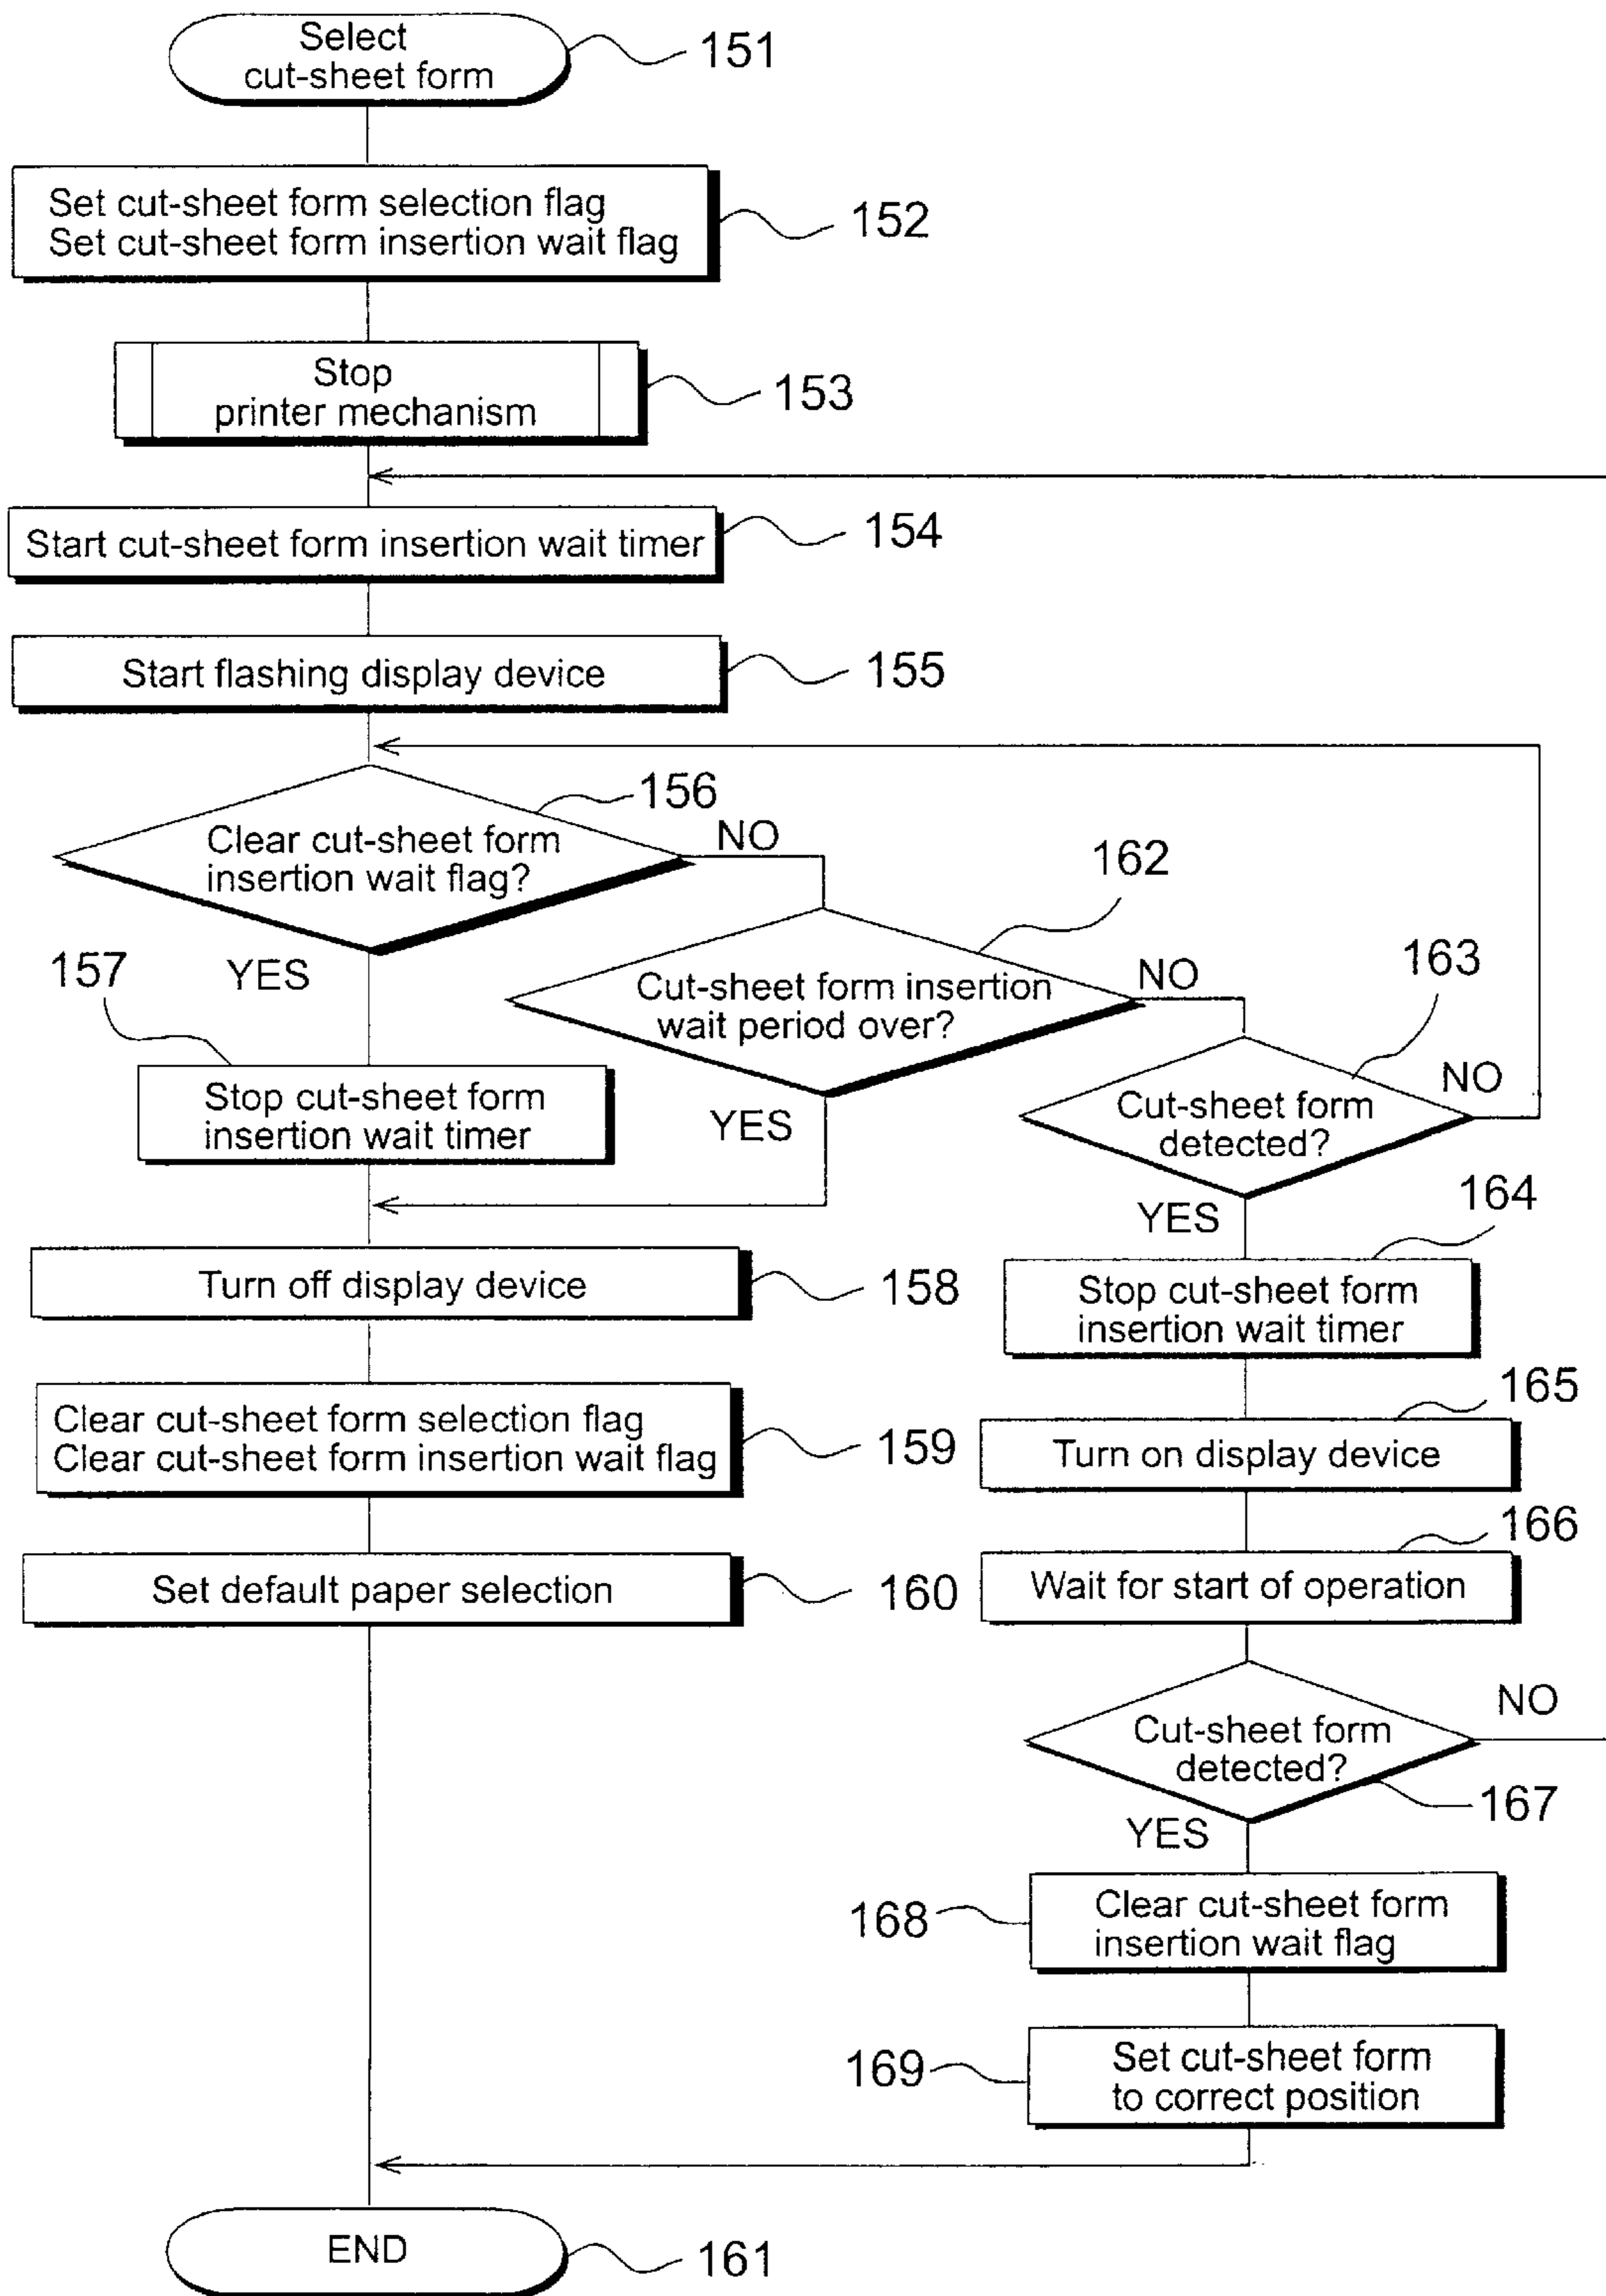 Select
cut-sheet form
151
Set cut-sheet form selection flag
Set cut-sheet form insertion wait flag
152
Stop
printer mechanism
153
Start cut-sheet form insertion wait timer
154
Start flashing display device
155
156
Clear cut-sheet form
insertion wait flag?
NO
YES
162
Cut-sheet form insertion
wait period over?
NO
YES
163
Cut-sheet form
detected?
NO
YES
157
Stop cut-sheet form
insertion wait timer
164
Stop cut-sheet form
insertion wait timer
Turn off display device
158
165
Turn on display device
Clear cut-sheet form selection flag
Clear cut-sheet form insertion wait flag
159
166
Wait for start of operation
Set default paper selection
160
Cut-sheet form
detected?
NO
167
YES
168
Clear cut-sheet form
insertion wait flag
169
Set cut-sheet form
to correct position
END
161